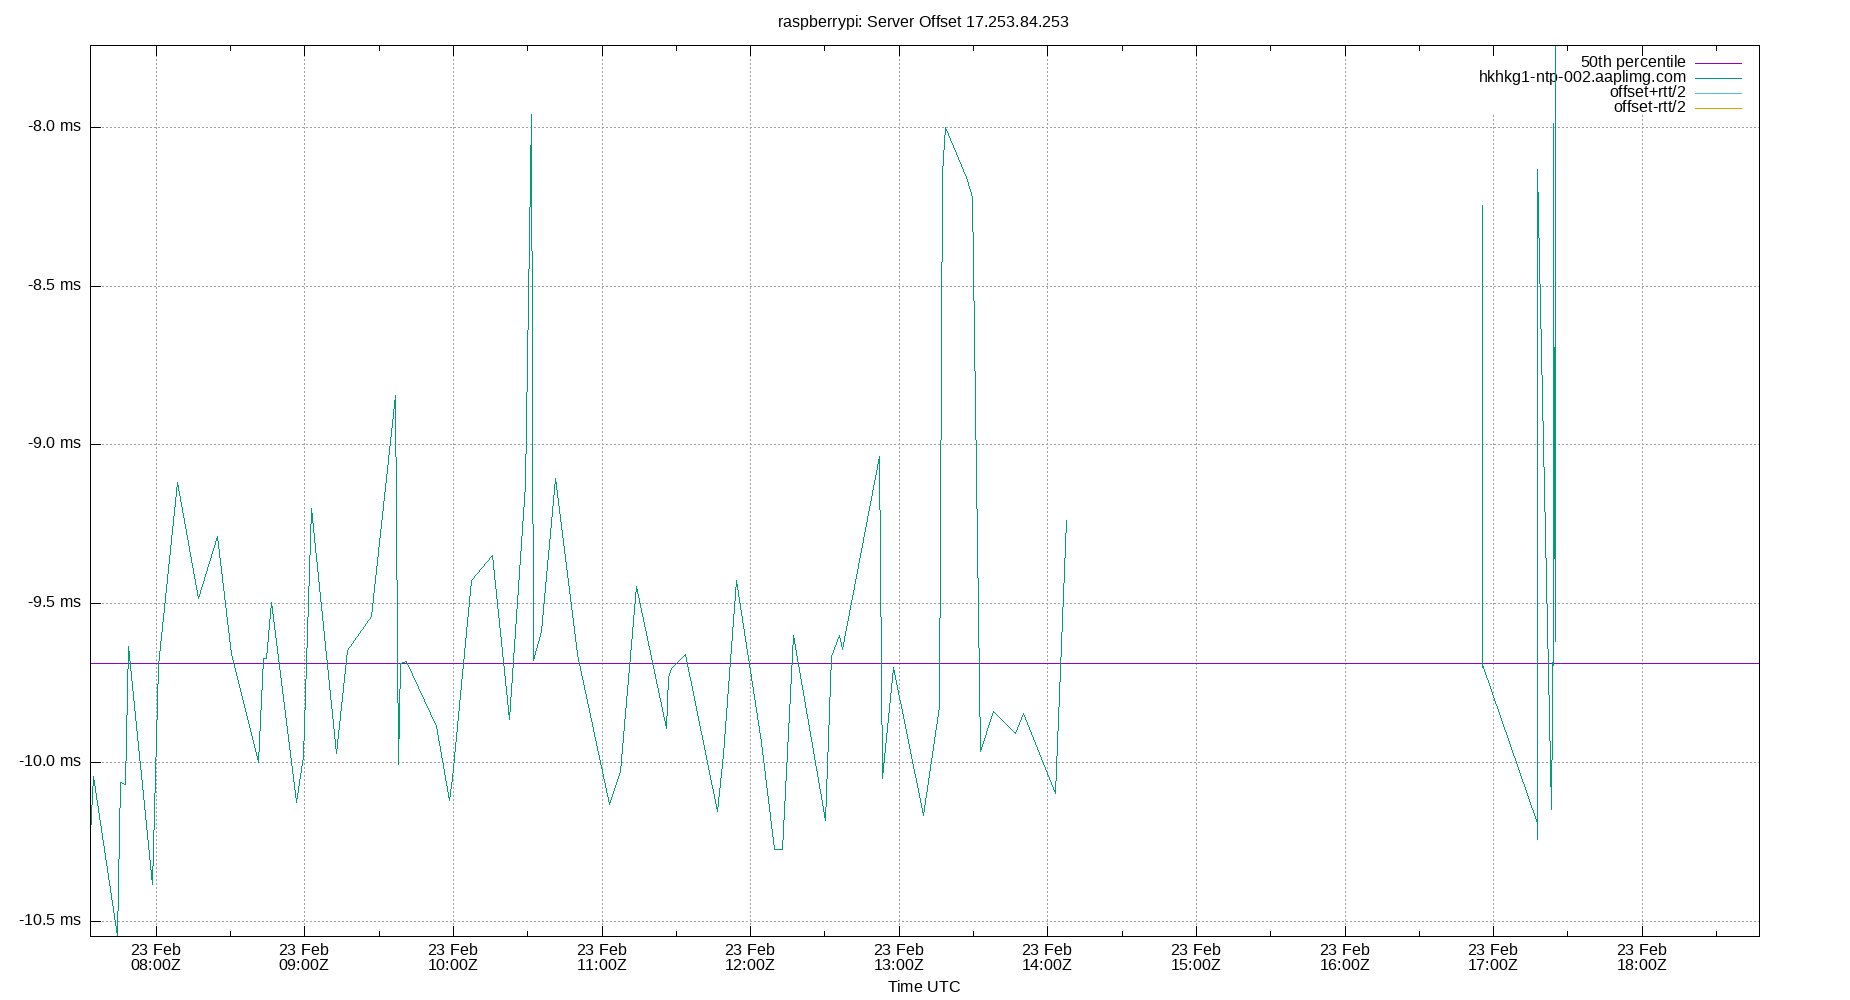 raspberrypi: Server Offset 17.253.84.253
50th percentile
hkhkg1-ntp-002.aaplimg.com
offset+rtt/2
offset-rtt/2
-8.0 ms
-8.5 ms
-9.0 ms
-9.5 ms
-10.0 ms
-10.5 ms
23 Feb 23 Feb 23 Feb 23 Feb 23 Feb 23 Feb 23 Feb 23 Feb 23 Feb 23 Feb 23 Feb
08:00Z 09:00Z 10:00Z 11:00Z 12:00Z 13:00Z 14:00Z 15:00Z 16:00Z 17:00Z 18:00Z
Time UTC